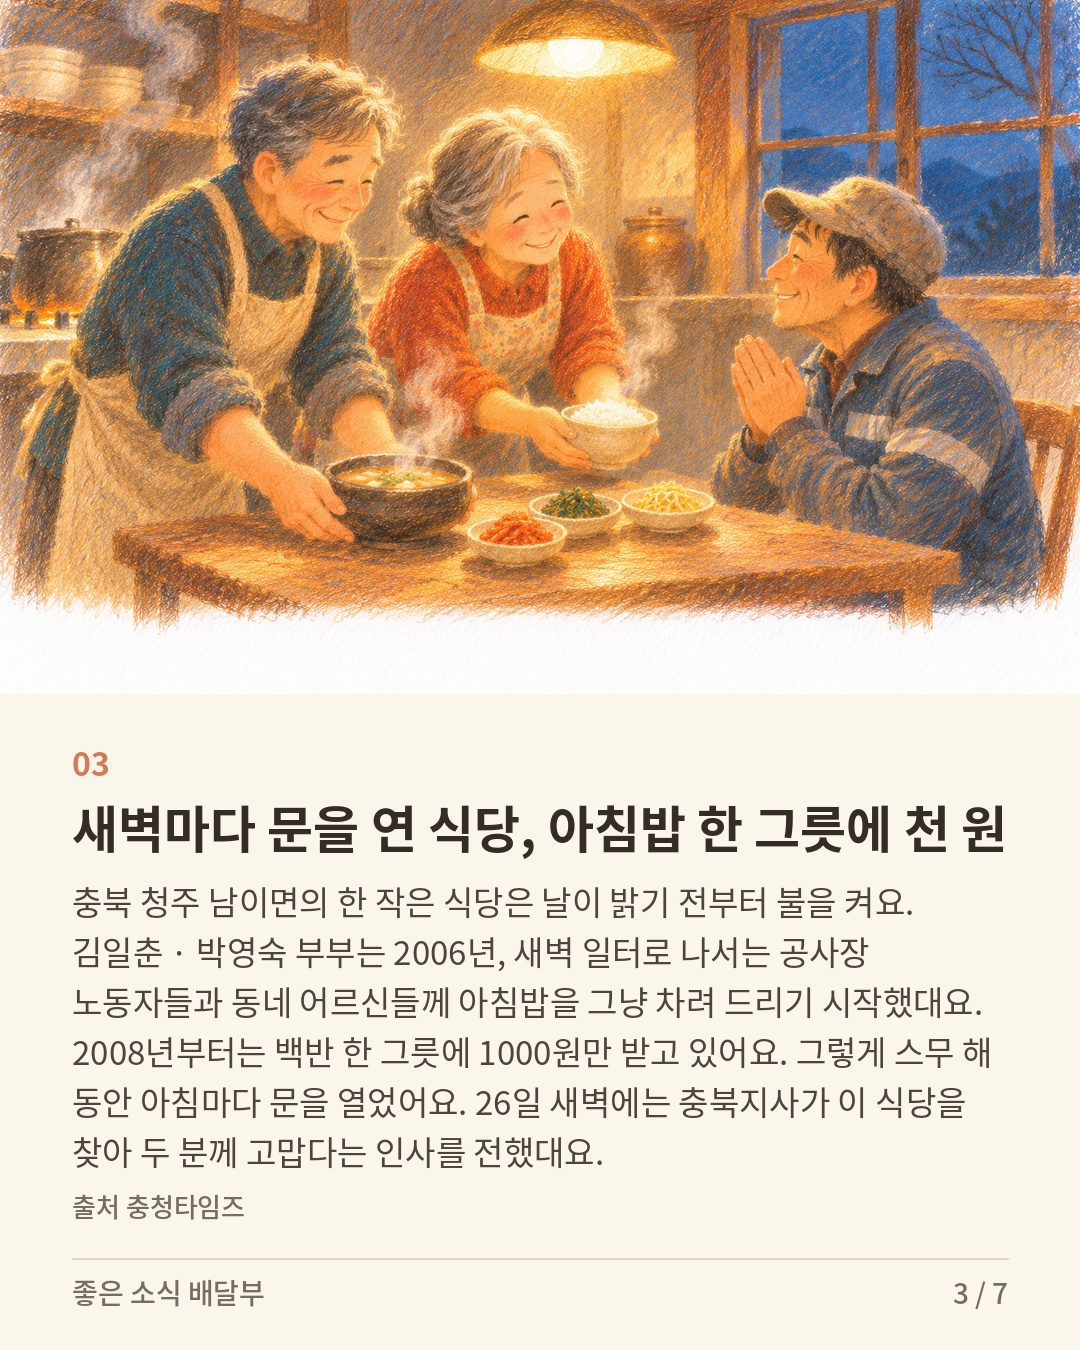 03
새벽마다 문을 연 식당, 아침밥 한 그릇에 천 원
충북 청주 남이면의 한 작은 식당은 날이 밝기 전부터 불을 켜요.
김일춘 · 박영숙 부부는 2006년, 새벽 일터로 나서는 공사장
노동자들과 동네 어르신들께 아침밥을 그냥 차려 드리기 시작했대요.
2008년부터는 백반 한 그릇에 1000원만 받고 있어요. 그렇게 스무 해
동안 아침마다 문을 열었어요. 26일 새벽에는 충북지사가 이 식당을
찾아 두 분께 고맙다는 인사를 전했대요.
출처 충청타임즈
좋은 소식 배달부
3 / 7